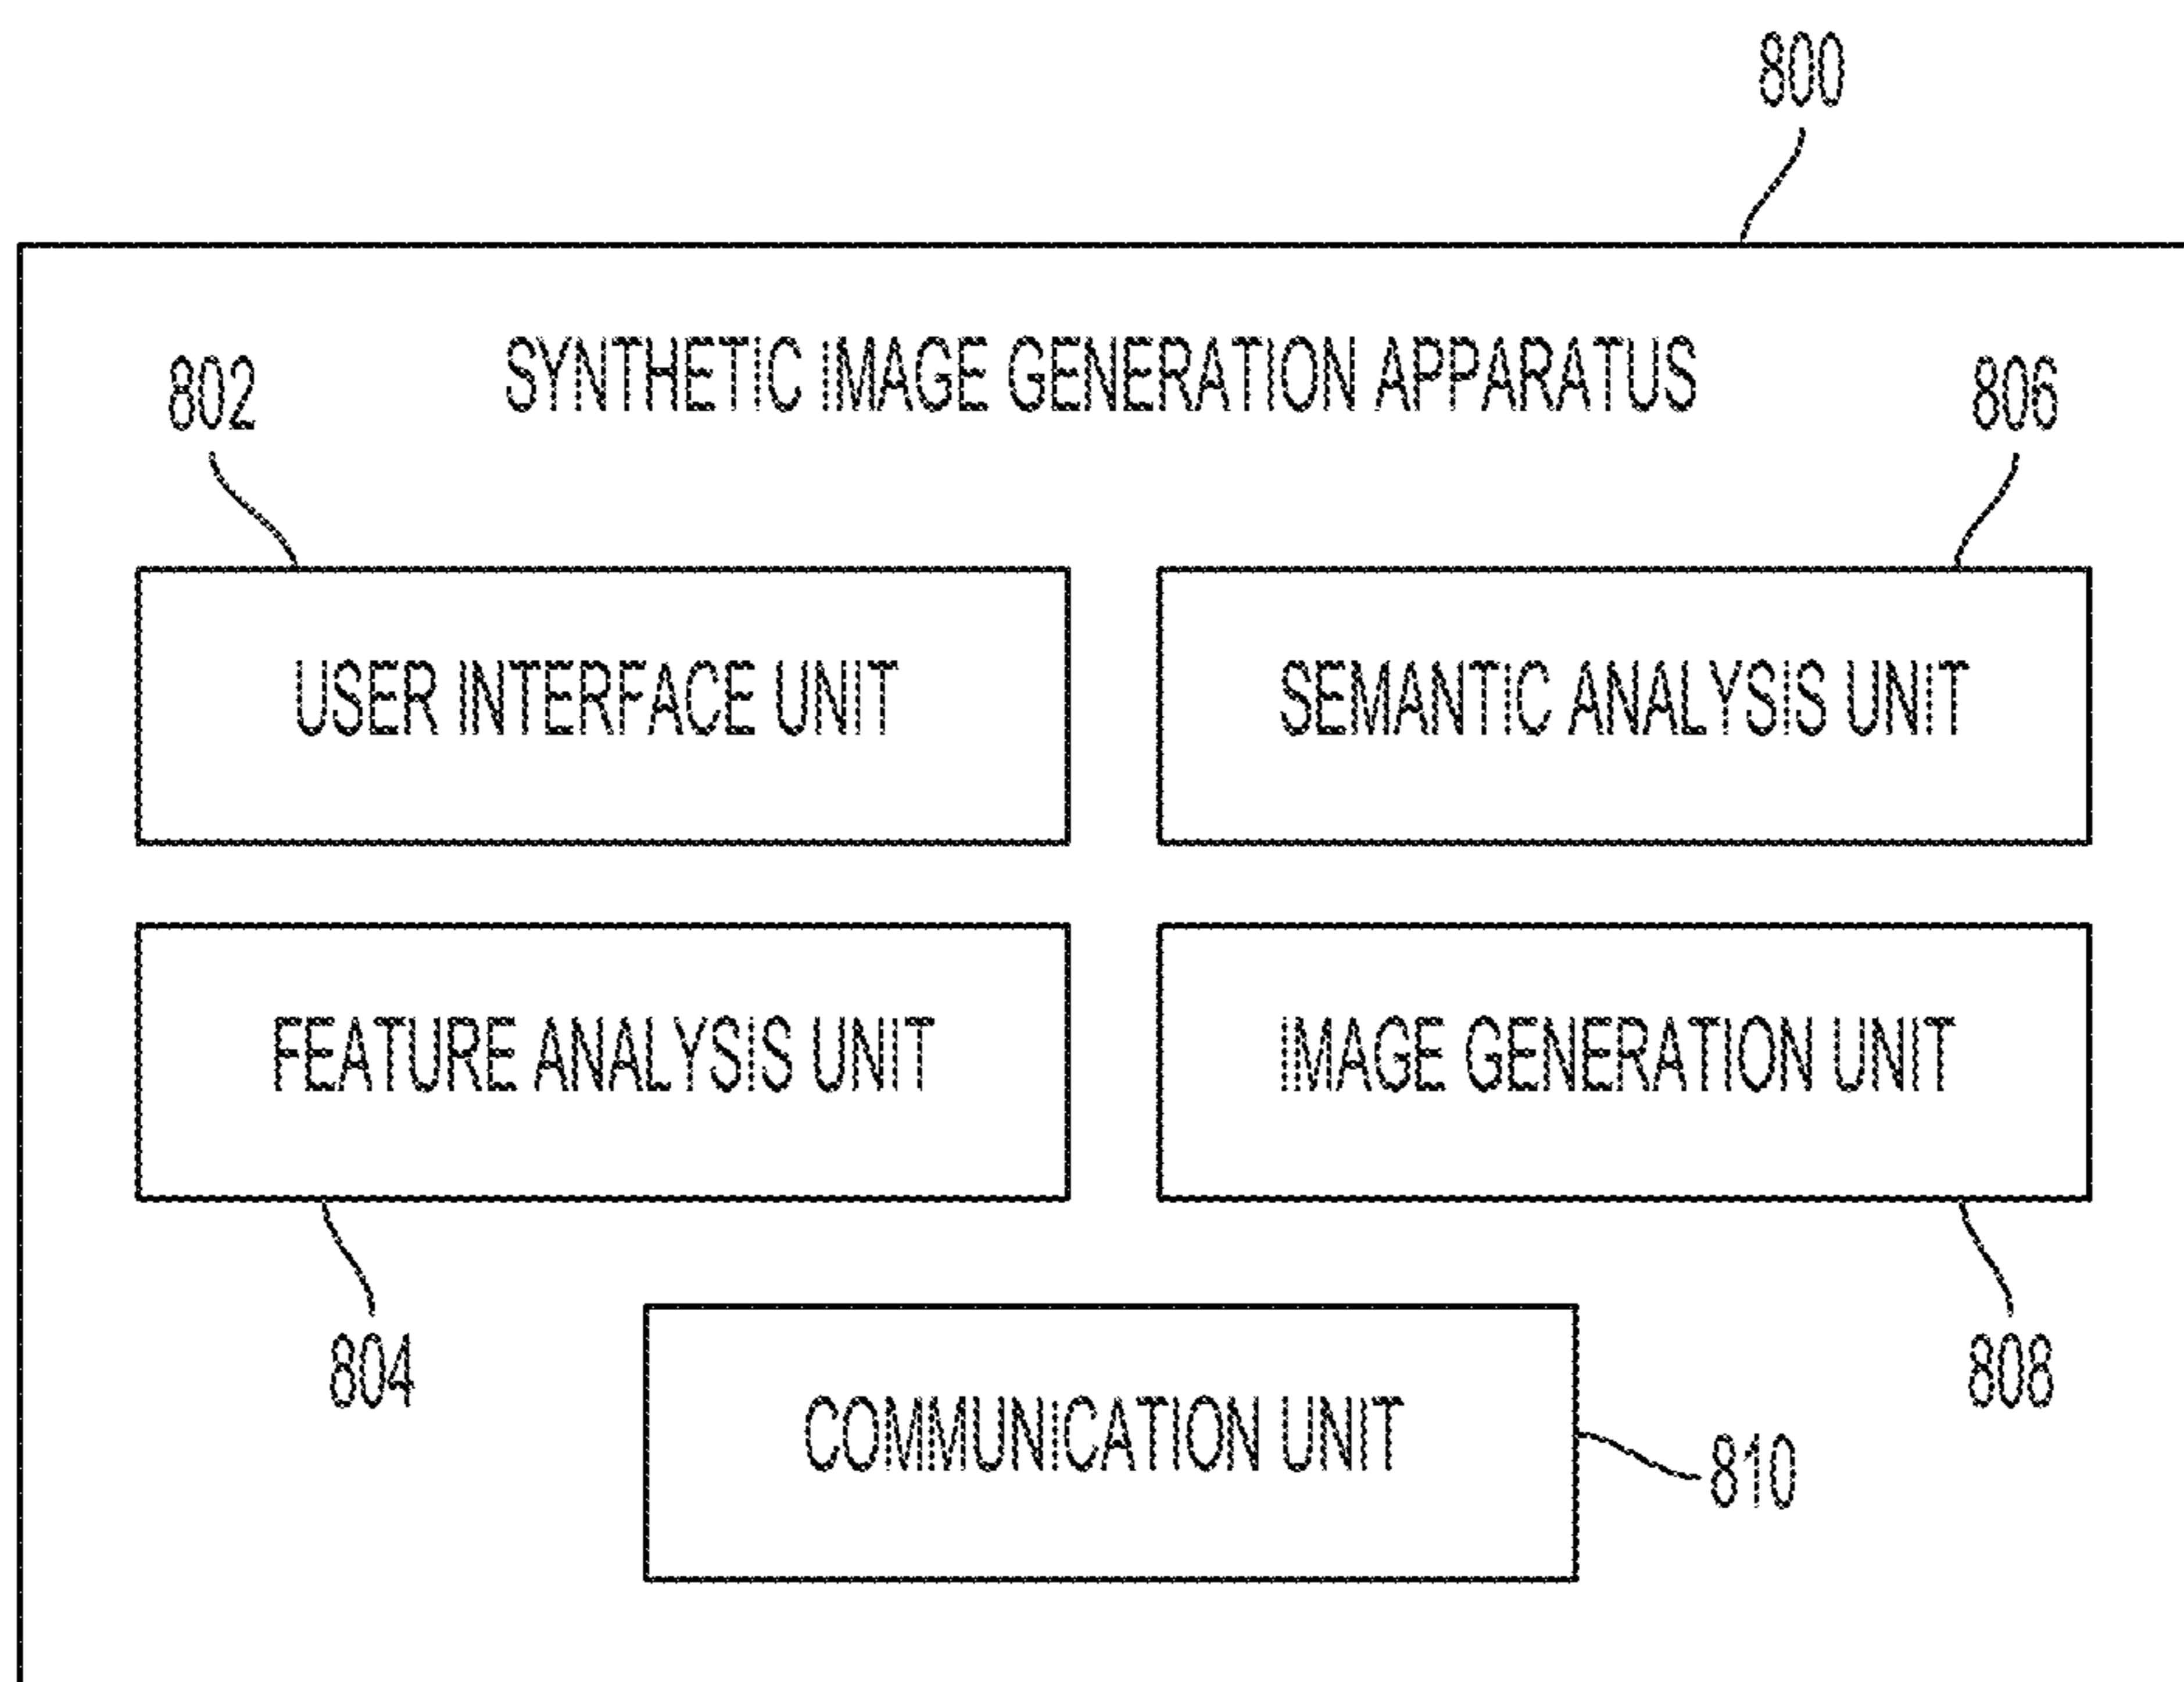 800
SYNTHETIC IMAGE GENERATION APPARATUS
802
806
USER INTERFACE UNIT
SEMANTIC ANALYSIS UNIT
FEATURE ANALYSIS UNIT
IMAGE GENERATION UNIT
804
808
COMMUNICATION UNIT
810